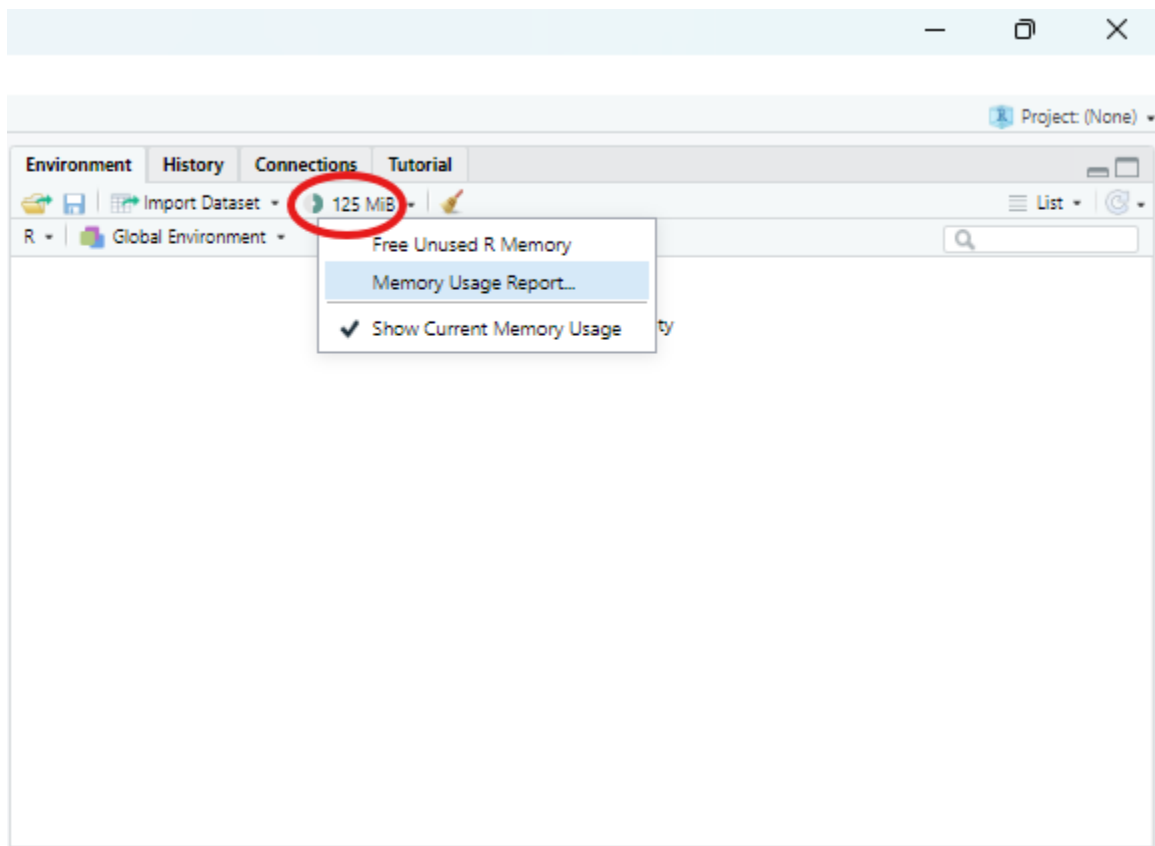 Project: (None)
Environment History Connections Tutorial
Import Dataset 125 MiB List
R Global Environment
Free Unused R Memory
Memory Usage Report...
Show Current Memory Usage
ty